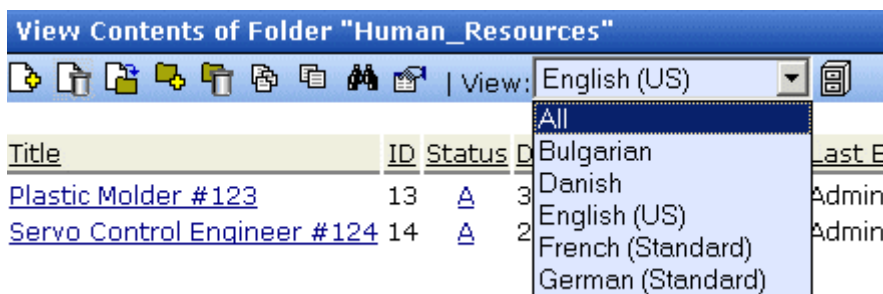 View Contents of Folder "Human_Resources"
| View: English (US)
All
Bulgarian
Danish
English (US)
French (Standard)
German (Standard)
Title ID Status D Last E
Plastic Molder #123 13 A 3 Admin
Servo Control Engineer #124 14 A 2 Admin